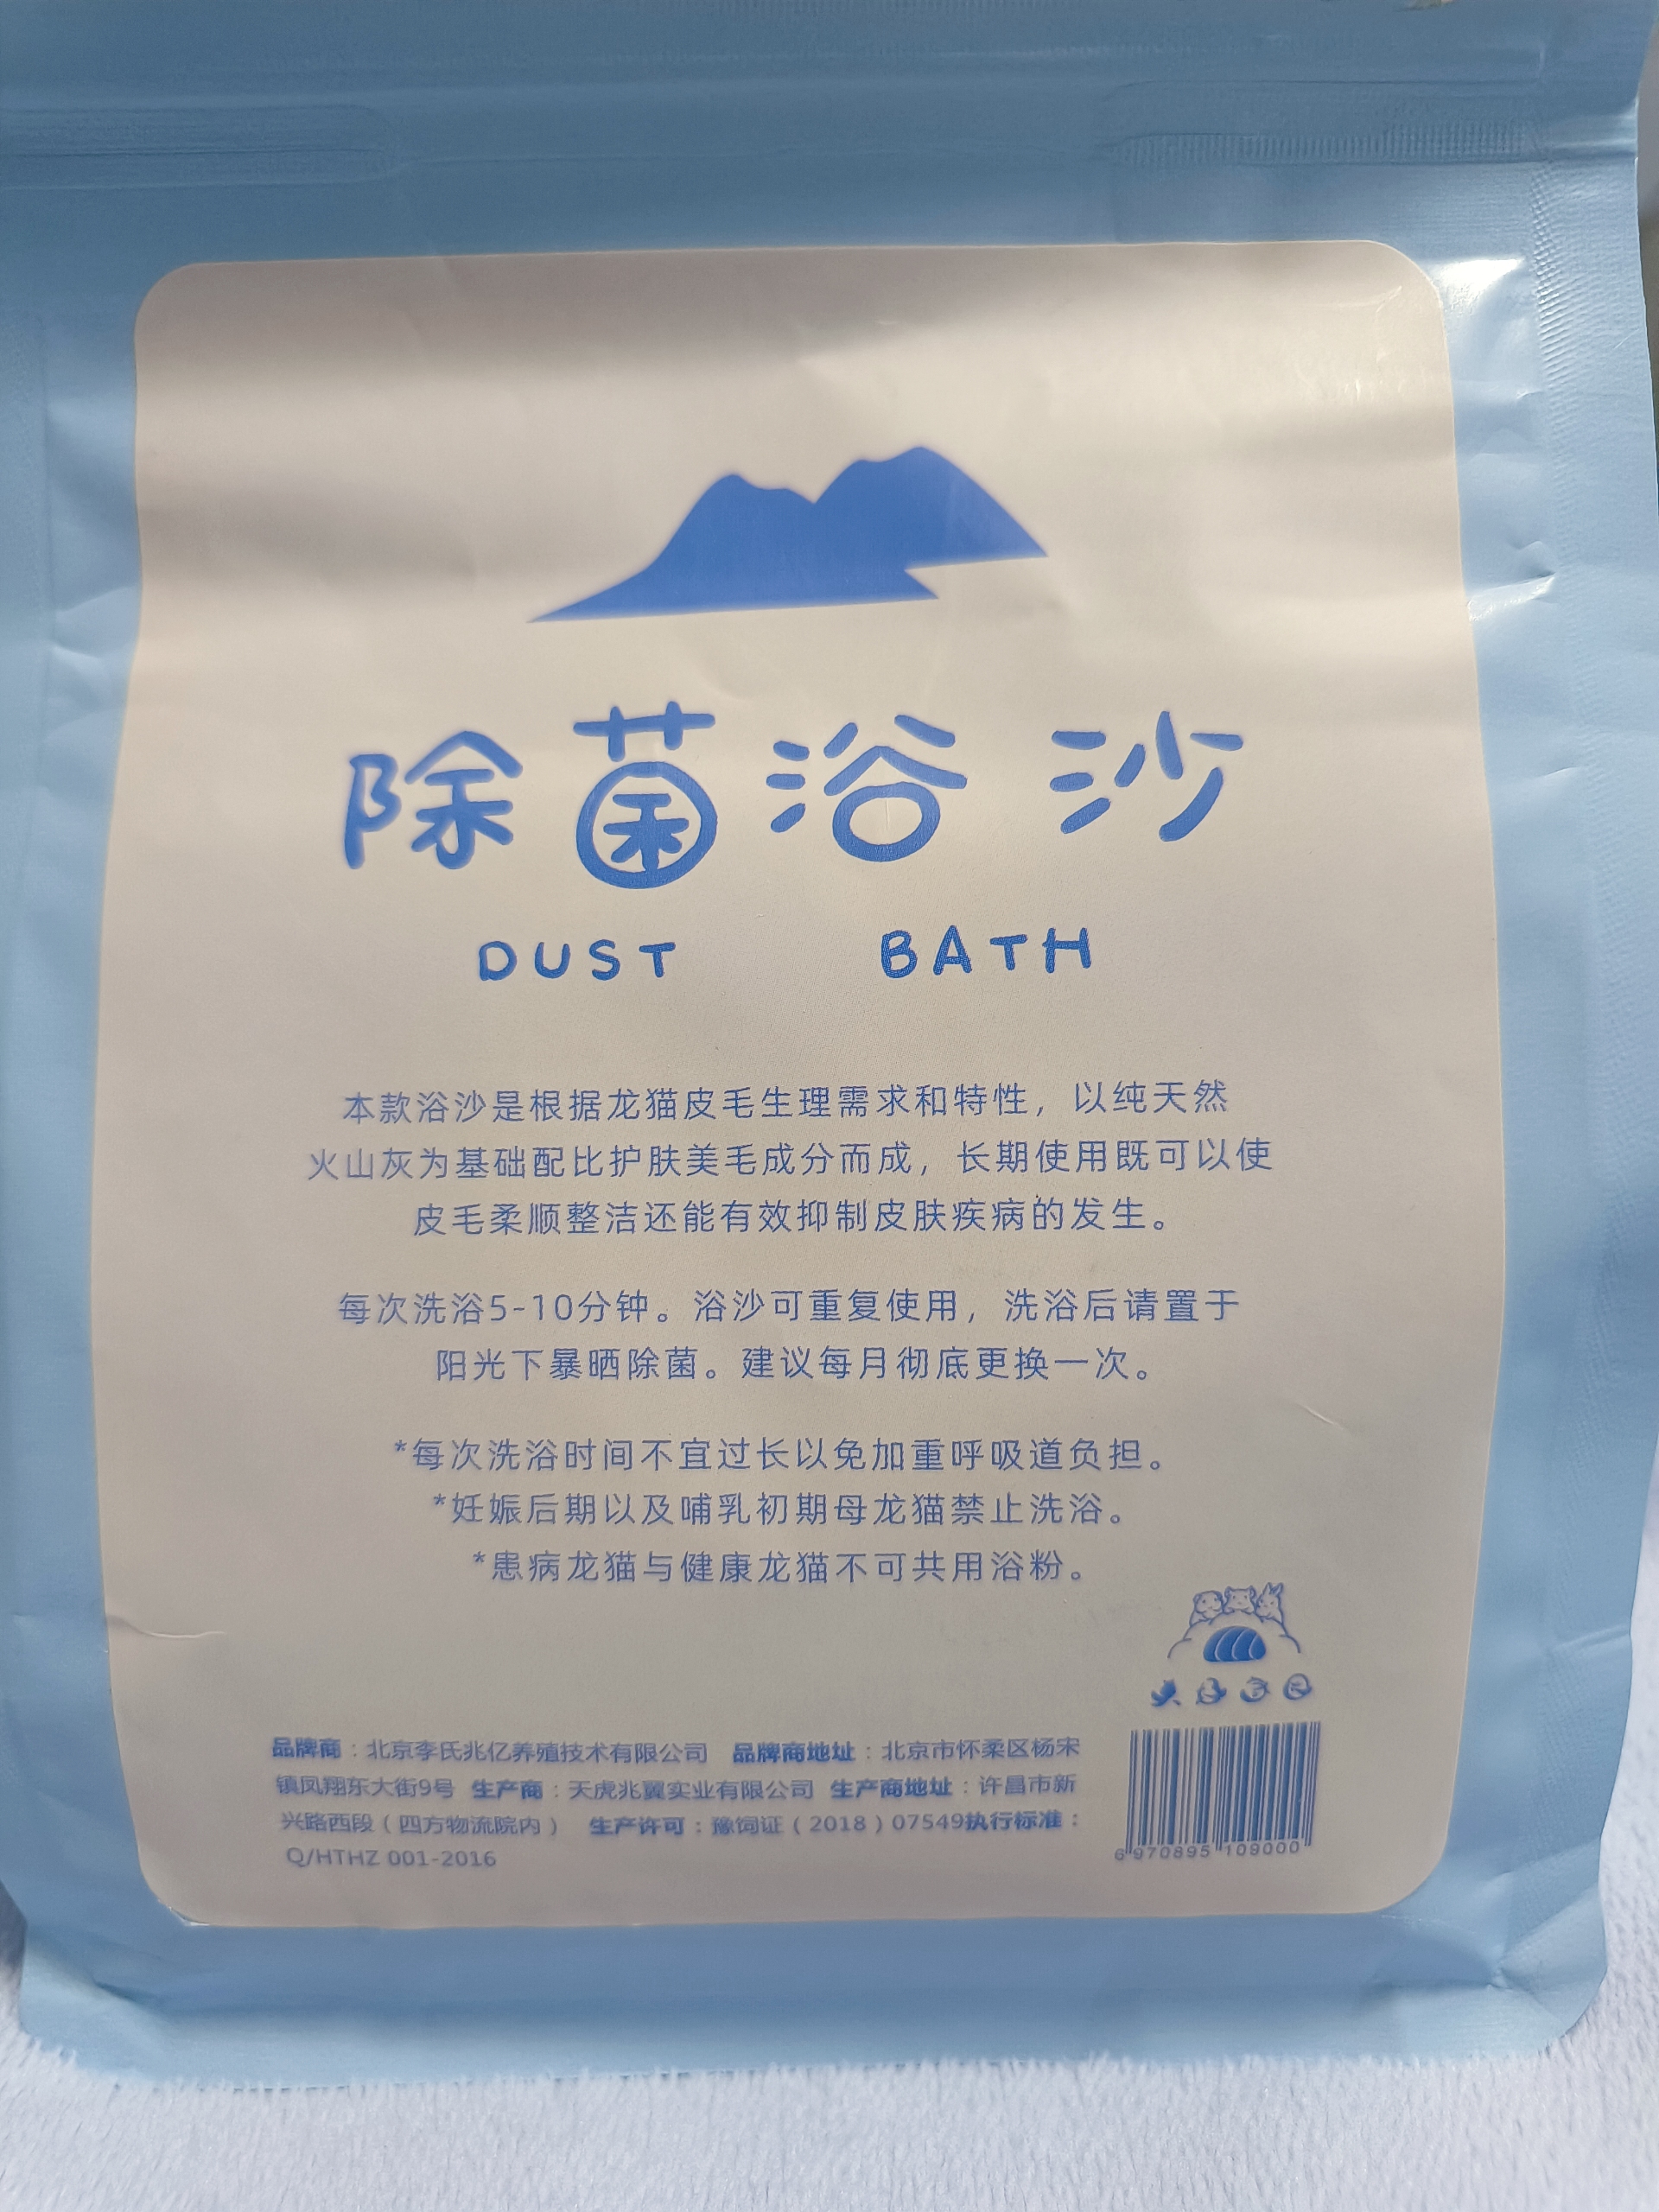 除菌浴沙
DUST BATH
本款浴沙是根据龙猫皮毛生理需求和特性，以纯天然
火山灰为基础配比护肤美毛成分而成，长期使用既可以使
皮毛柔顺整洁还能有效抑制皮肤疾病的发生。
每次洗浴5-10分钟。浴沙可重复使用，洗浴后请置于
阳光下暴晒除菌。建议每月彻底更换一次。
*每次洗浴时间不宜过长以免加重呼吸道负担。
*妊娠后期以及哺乳初期母龙猫禁止洗浴。
*患病龙猫与健康龙猫不可共用浴粉。
品牌商：北京李氏兆亿养殖技术有限公司 品牌商地址：北京市怀柔区杨宋
镇凤翔东大街9号 生产商：天虎兆翼实业有限公司 生产商地址：许昌市新
兴路西段（四方物流院内） 生产许可：豫饲证（2018）07549执行标准：
Q/HTHZ 001-2016
6 970895 109000